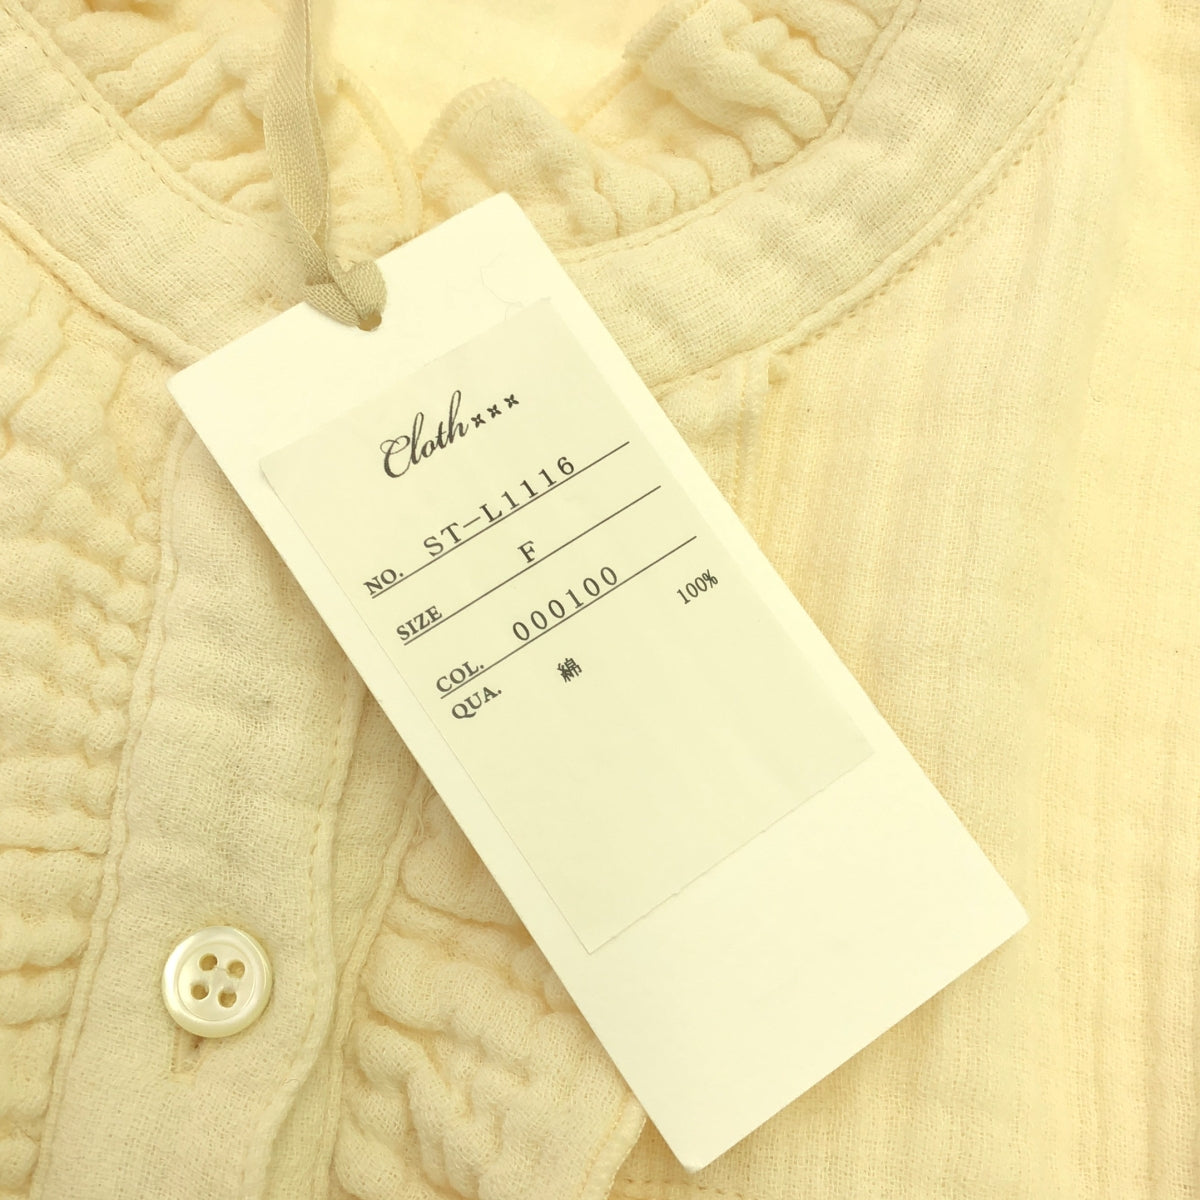 Cloth×××
NO. ST-L1116
SIZE F
COL. 000100
QUA. 綿 100%